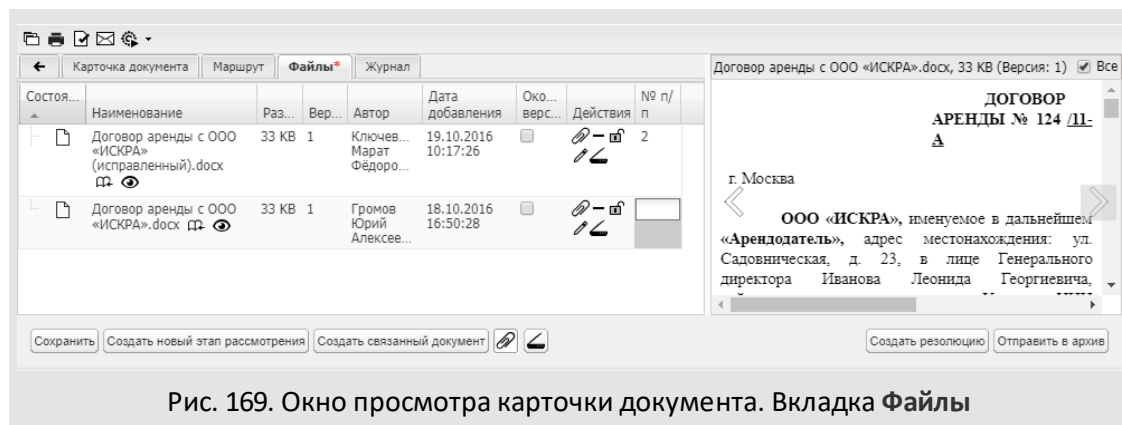 ← Карточка документа Маршрут Файлы* Журнал
Договор аренды с ООО «ИСКРА».docx, 33 KB (Версия: 1) Все
Состоя... Наименование Раз... Вер... Автор Дата добавления Око... верс... Действия № п/п
Договор аренды с ООО 33 KB 1 Ключев... 19.10.2016 2
«ИСКРА» Марат 10:17:26
(исправленный).docx Фёдоро...
Договор аренды с ООО 33 KB 1 Громов 18.10.2016
«ИСКРА».docx Юрий 16:50:28
Алексее...
ДОГОВОР
АРЕНДЫ № 124 /11-
А
г. Москва
ООО «ИСКРА», именуемое в дальнейшем
«Арендодатель», адрес местонахождения: ул.
Садовническая, д. 23, в лице Генерального
директора Иванова Леонида Георгиевича,
Сохранить Создать новый этап рассмотрения Создать связанный документ Создать резолюцию Отправить в архив
Рис. 169. Окно просмотра карточки документа. Вкладка Файлы